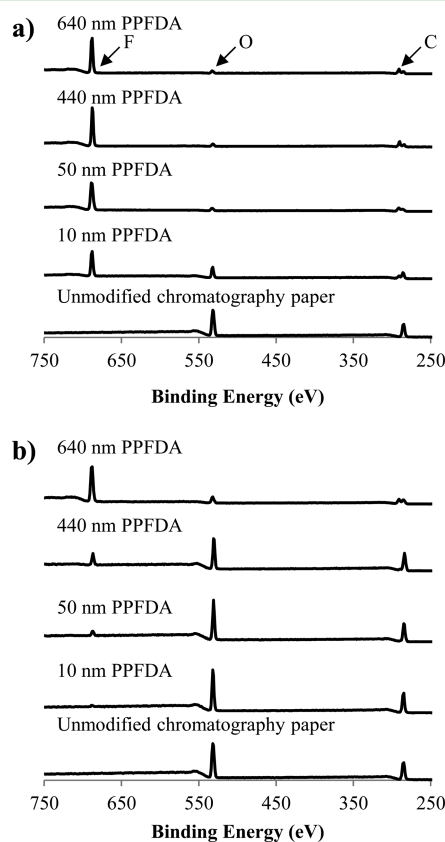 a)
640 nm PPFDA
F
O
C
440 nm PPFDA
50 nm PPFDA
10 nm PPFDA
Unmodified chromatography paper
750 650 550 450 350 250
Binding Energy (eV)
b)
640 nm PPFDA
440 nm PPFDA
50 nm PPFDA
10 nm PPFDA
Unmodified chromatography paper
750 650 550 450 350 250
Binding Energy (eV)